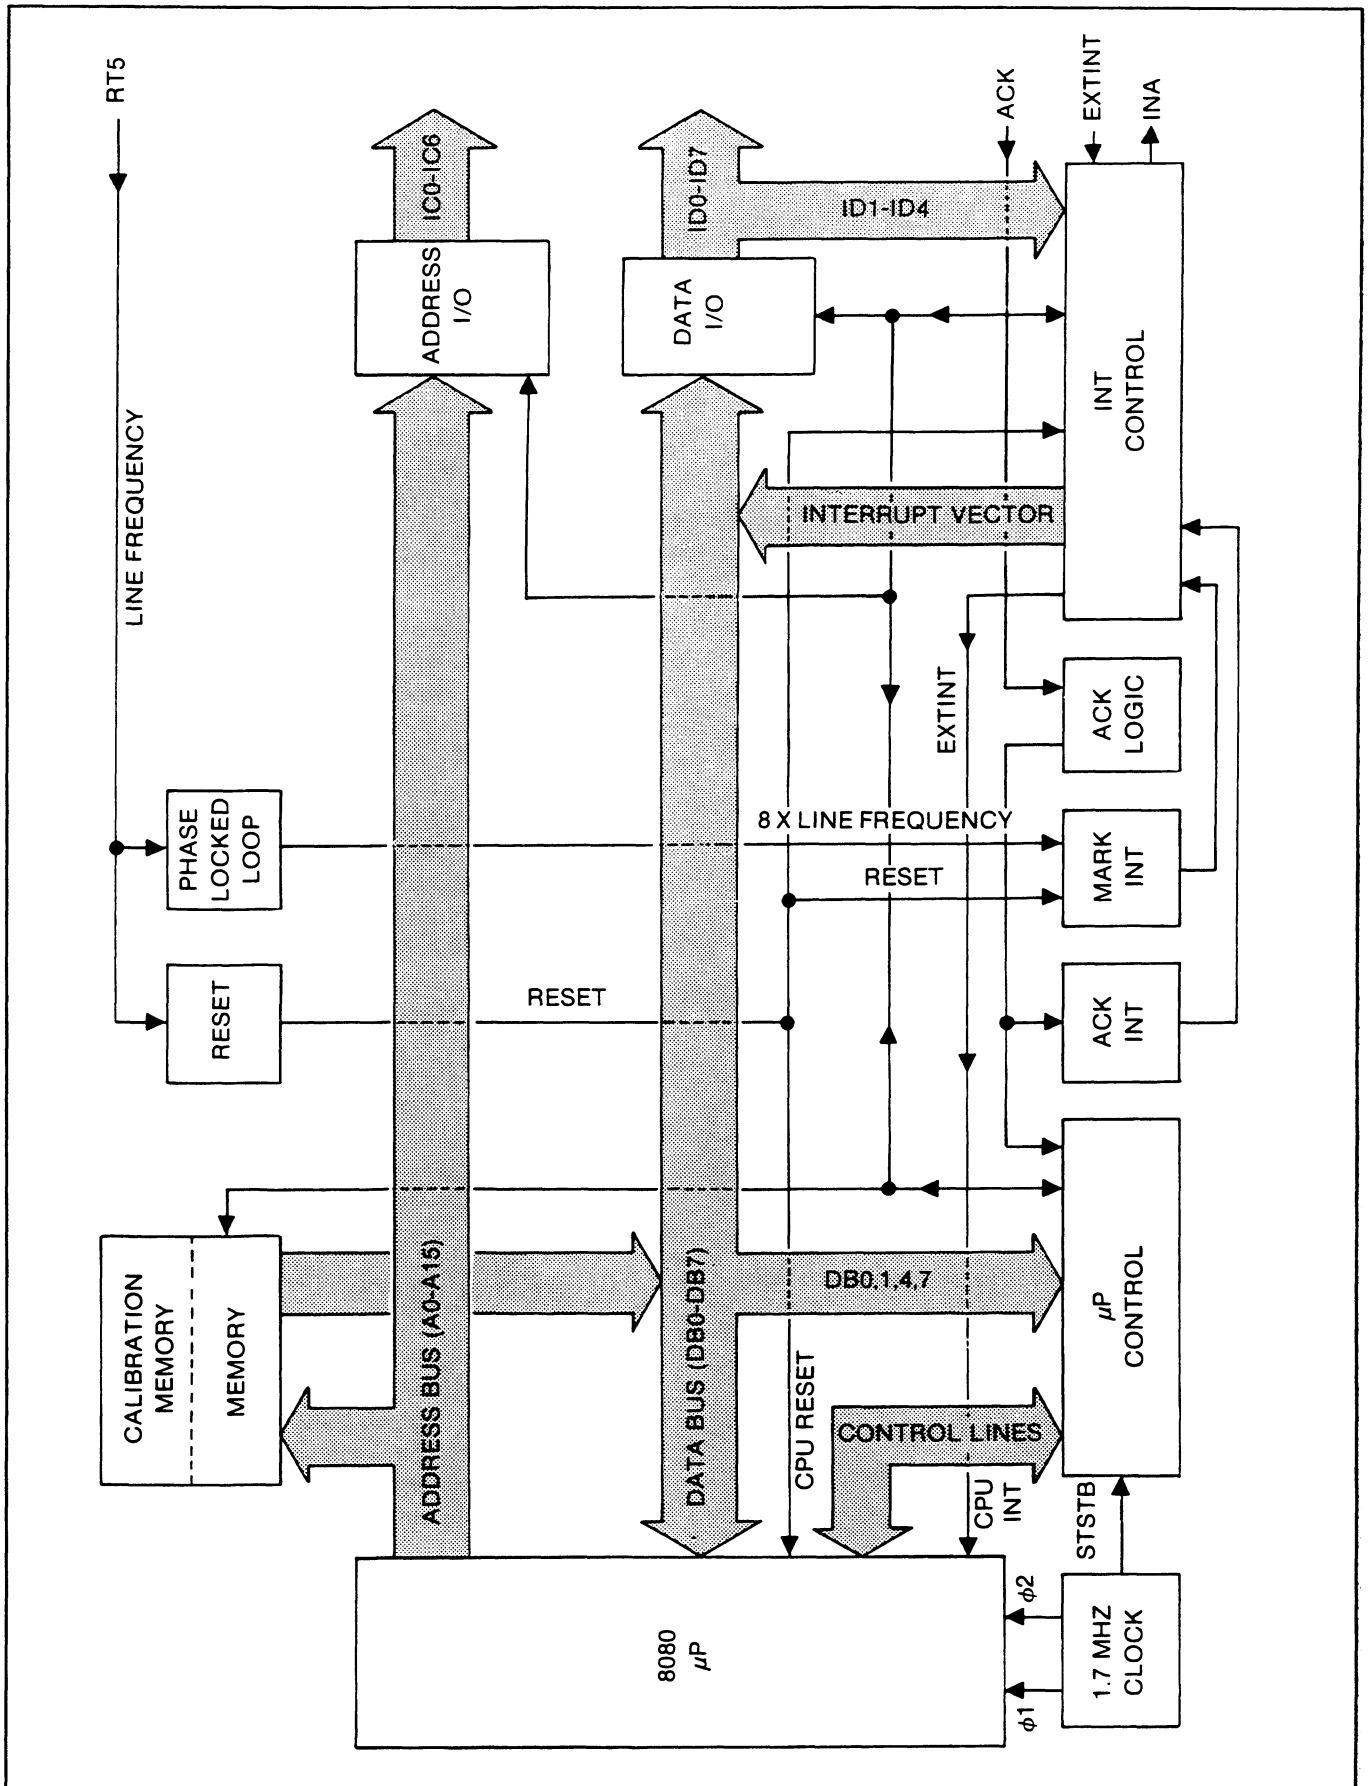 RT5
LINE FREQUENCY
PHASE
LOCKED
LOOP
RESET
CALIBRATION
MEMORY
MEMORY
IC0-IC6
ADDRESS
I/O
ADDRESS BUS (A0-A15)
RESET
ID0-ID7
DATA
I/O
DATA BUS (DB0-DB7)
ID1-ID4
INTERRUPT VECTOR
8 X LINE FREQUENCY
RESET
DB0,1,4,7
CPU RESET
CONTROL LINES
EXTINT
CPU
INT
ACK
EXTINT
INA
INT
CONTROL
ACK
LOGIC
MARK
INT
ACK
INT
µP
CONTROL
STSTB
8080
µP
ϕ2
ϕ1
1.7 MHZ
CLOCK